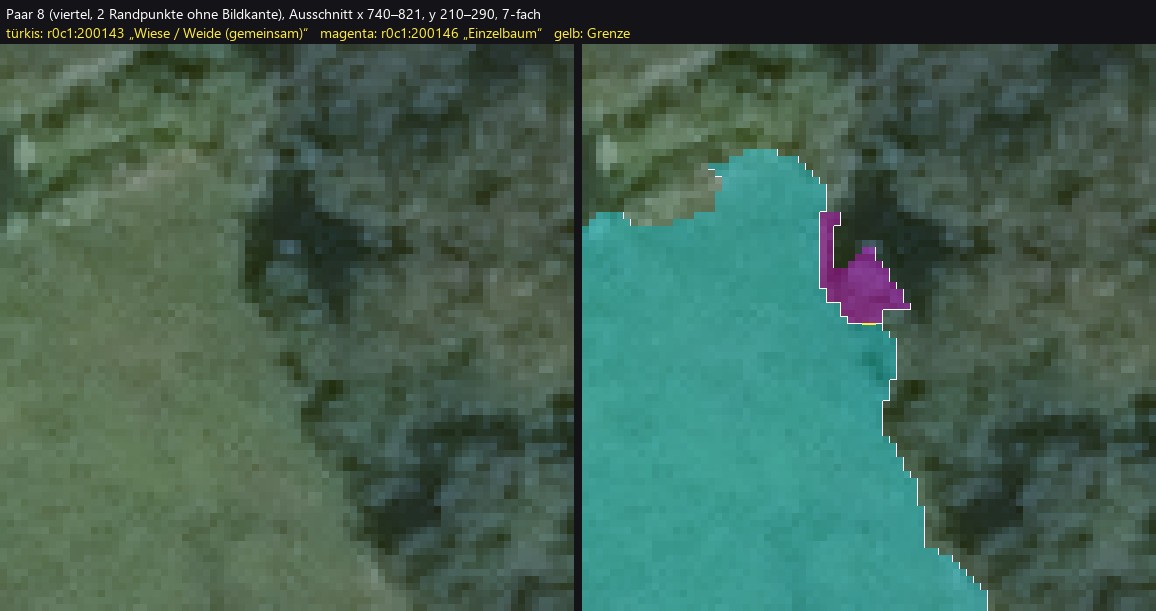 Paar 8 (viertel, 2 Randpunkte ohne Bildkante), Ausschnitt x 740–821, y 210–290, 7-fach
türkis: r0c1:200143 „Wiese / Weide (gemeinsam)“ magenta: r0c1:200146 „Einzelbaum“ gelb: Grenze